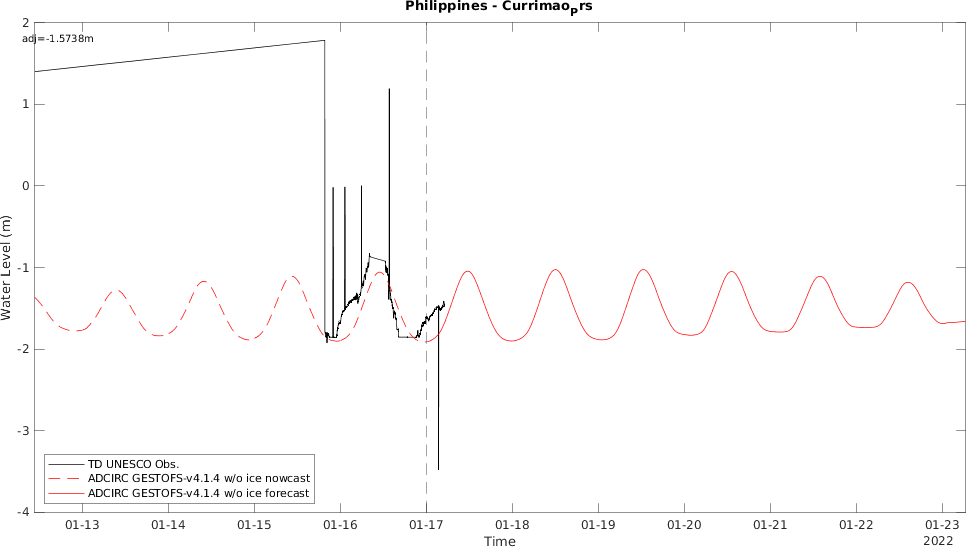 Philippines - Currimaoprs
adj=-1.5738m
Water Level (m)
2
1
0
-1
-2
-3
-4
TD UNESCO Obs.
ADCIRC GESTOFS-v4.1.4 w/o ice nowcast
ADCIRC GESTOFS-v4.1.4 w/o ice forecast
01-13 01-14 01-15 01-16 01-17 01-18 01-19 01-20 01-21 01-22 01-23
Time
2022